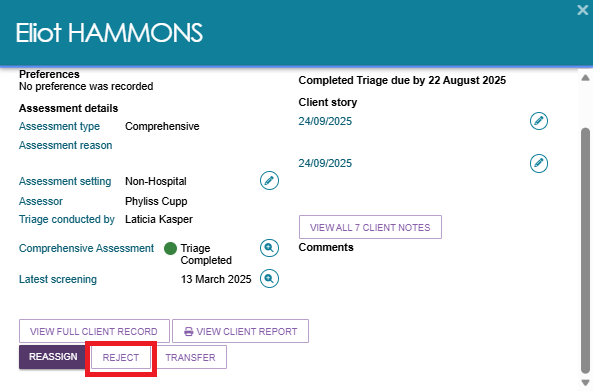 Eliot HAMMONS
Preferences
No preference was recorded
Assessment details
Assessment type Comprehensive
Assessment reason
Assessment setting Non-Hospital
Assessor Phyliss Cupp
Triage conducted by Laticia Kasper
Comprehensive Assessment Triage
Completed
Latest screening 13 March 2025
Completed Triage due by 22 August 2025
Client story
24/09/2025
24/09/2025
VIEW ALL 7 CLIENT NOTES
Comments
VIEW FULL CLIENT RECORD VIEW CLIENT REPORT
REASSIGN REJECT TRANSFER